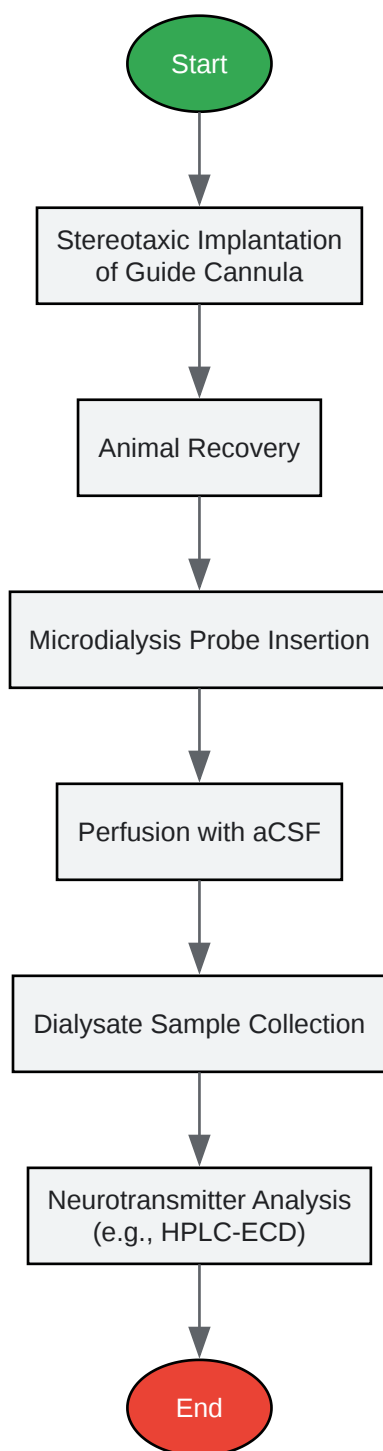 Start
Stereotaxic Implantation
of Guide Cannula
Animal Recovery
Microdialysis Probe Insertion
Perfusion with aCSF
Dialysate Sample Collection
Neurotransmitter Analysis
(e.g., HPLC-ECD)
End